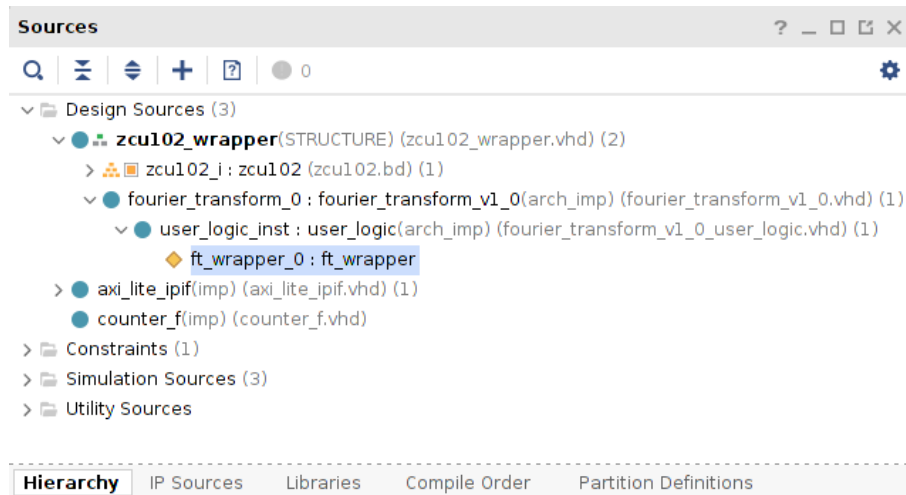 Sources
0
Design Sources (3)
zcu102_wrapper(STRUCTURE) (zcu102_wrapper.vhd) (2)
zcu102_i : zcu102 (zcu102.bd) (1)
fourier_transform_0 : fourier_transform_v1_0(arch_imp) (fourier_transform_v1_0.vhd) (1)
user_logic_inst : user_logic(arch_imp) (fourier_transform_v1_0_user_logic.vhd) (1)
ft_wrapper_0 : ft_wrapper
axi_lite_ipif(imp) (axi_lite_ipif.vhd) (1)
counter_f(imp) (counter_f.vhd)
Constraints (1)
Simulation Sources (3)
Utility Sources
Hierarchy IP Sources Libraries Compile Order Partition Definitions